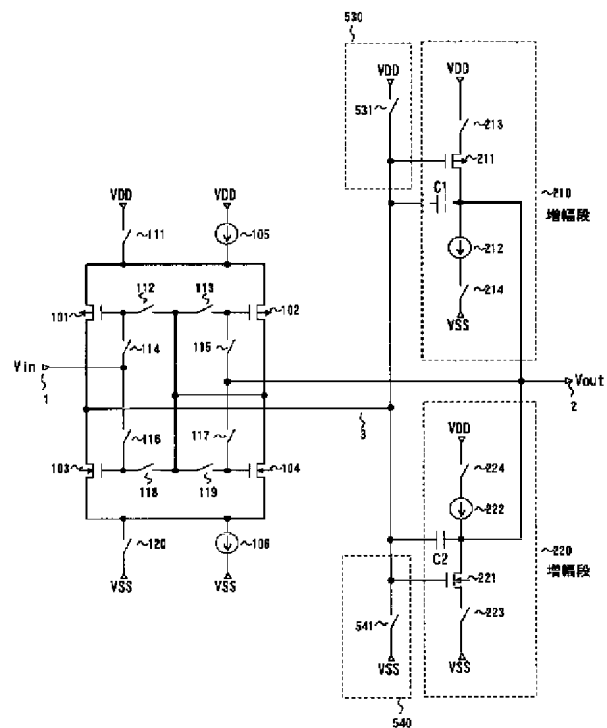 530
VDD
VDD
531
213
211
C1
210
増幅段
212
214
VSS
VDD
VDD
111
105
112
113
101
102
114
115
Vin
1
Vout
2
3
116
117
103
104
118
119
120
106
VSS
VSS
VDD
224
222
C2
220
増幅段
221
541
223
VSS
VSS
540